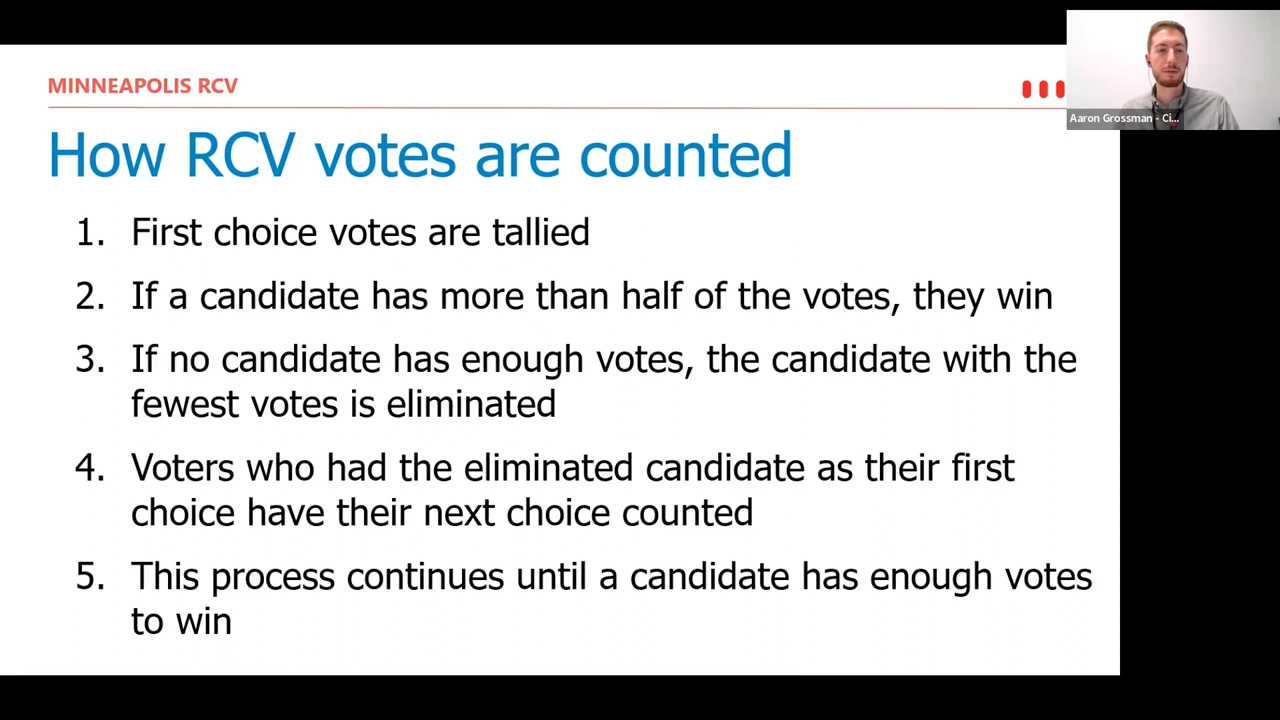 MINNEAPOLIS RCV
How RCV votes are counted
1. First choice votes are tallied
2. If a candidate has more than half of the votes, they win
3. If no candidate has enough votes, the candidate with the
fewest votes is eliminated
4. Voters who had the eliminated candidate as their first
choice have their next choice counted
5. This process continues until a candidate has enough votes
to win
Aaron Grossman - Ci...